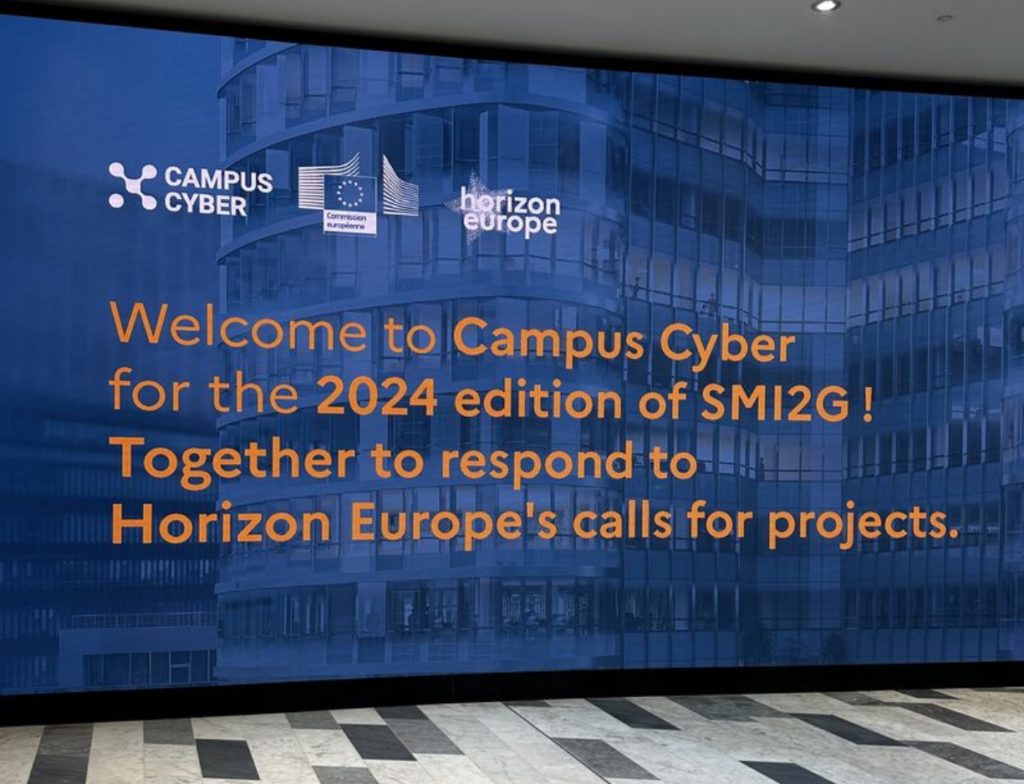 CAMPUS
CYBER
Commission
européenne
horizon
europe
Welcome to Campus Cyber
for the 2024 edition of SMI2G !
Together to respond to
Horizon Europe's calls for projects.